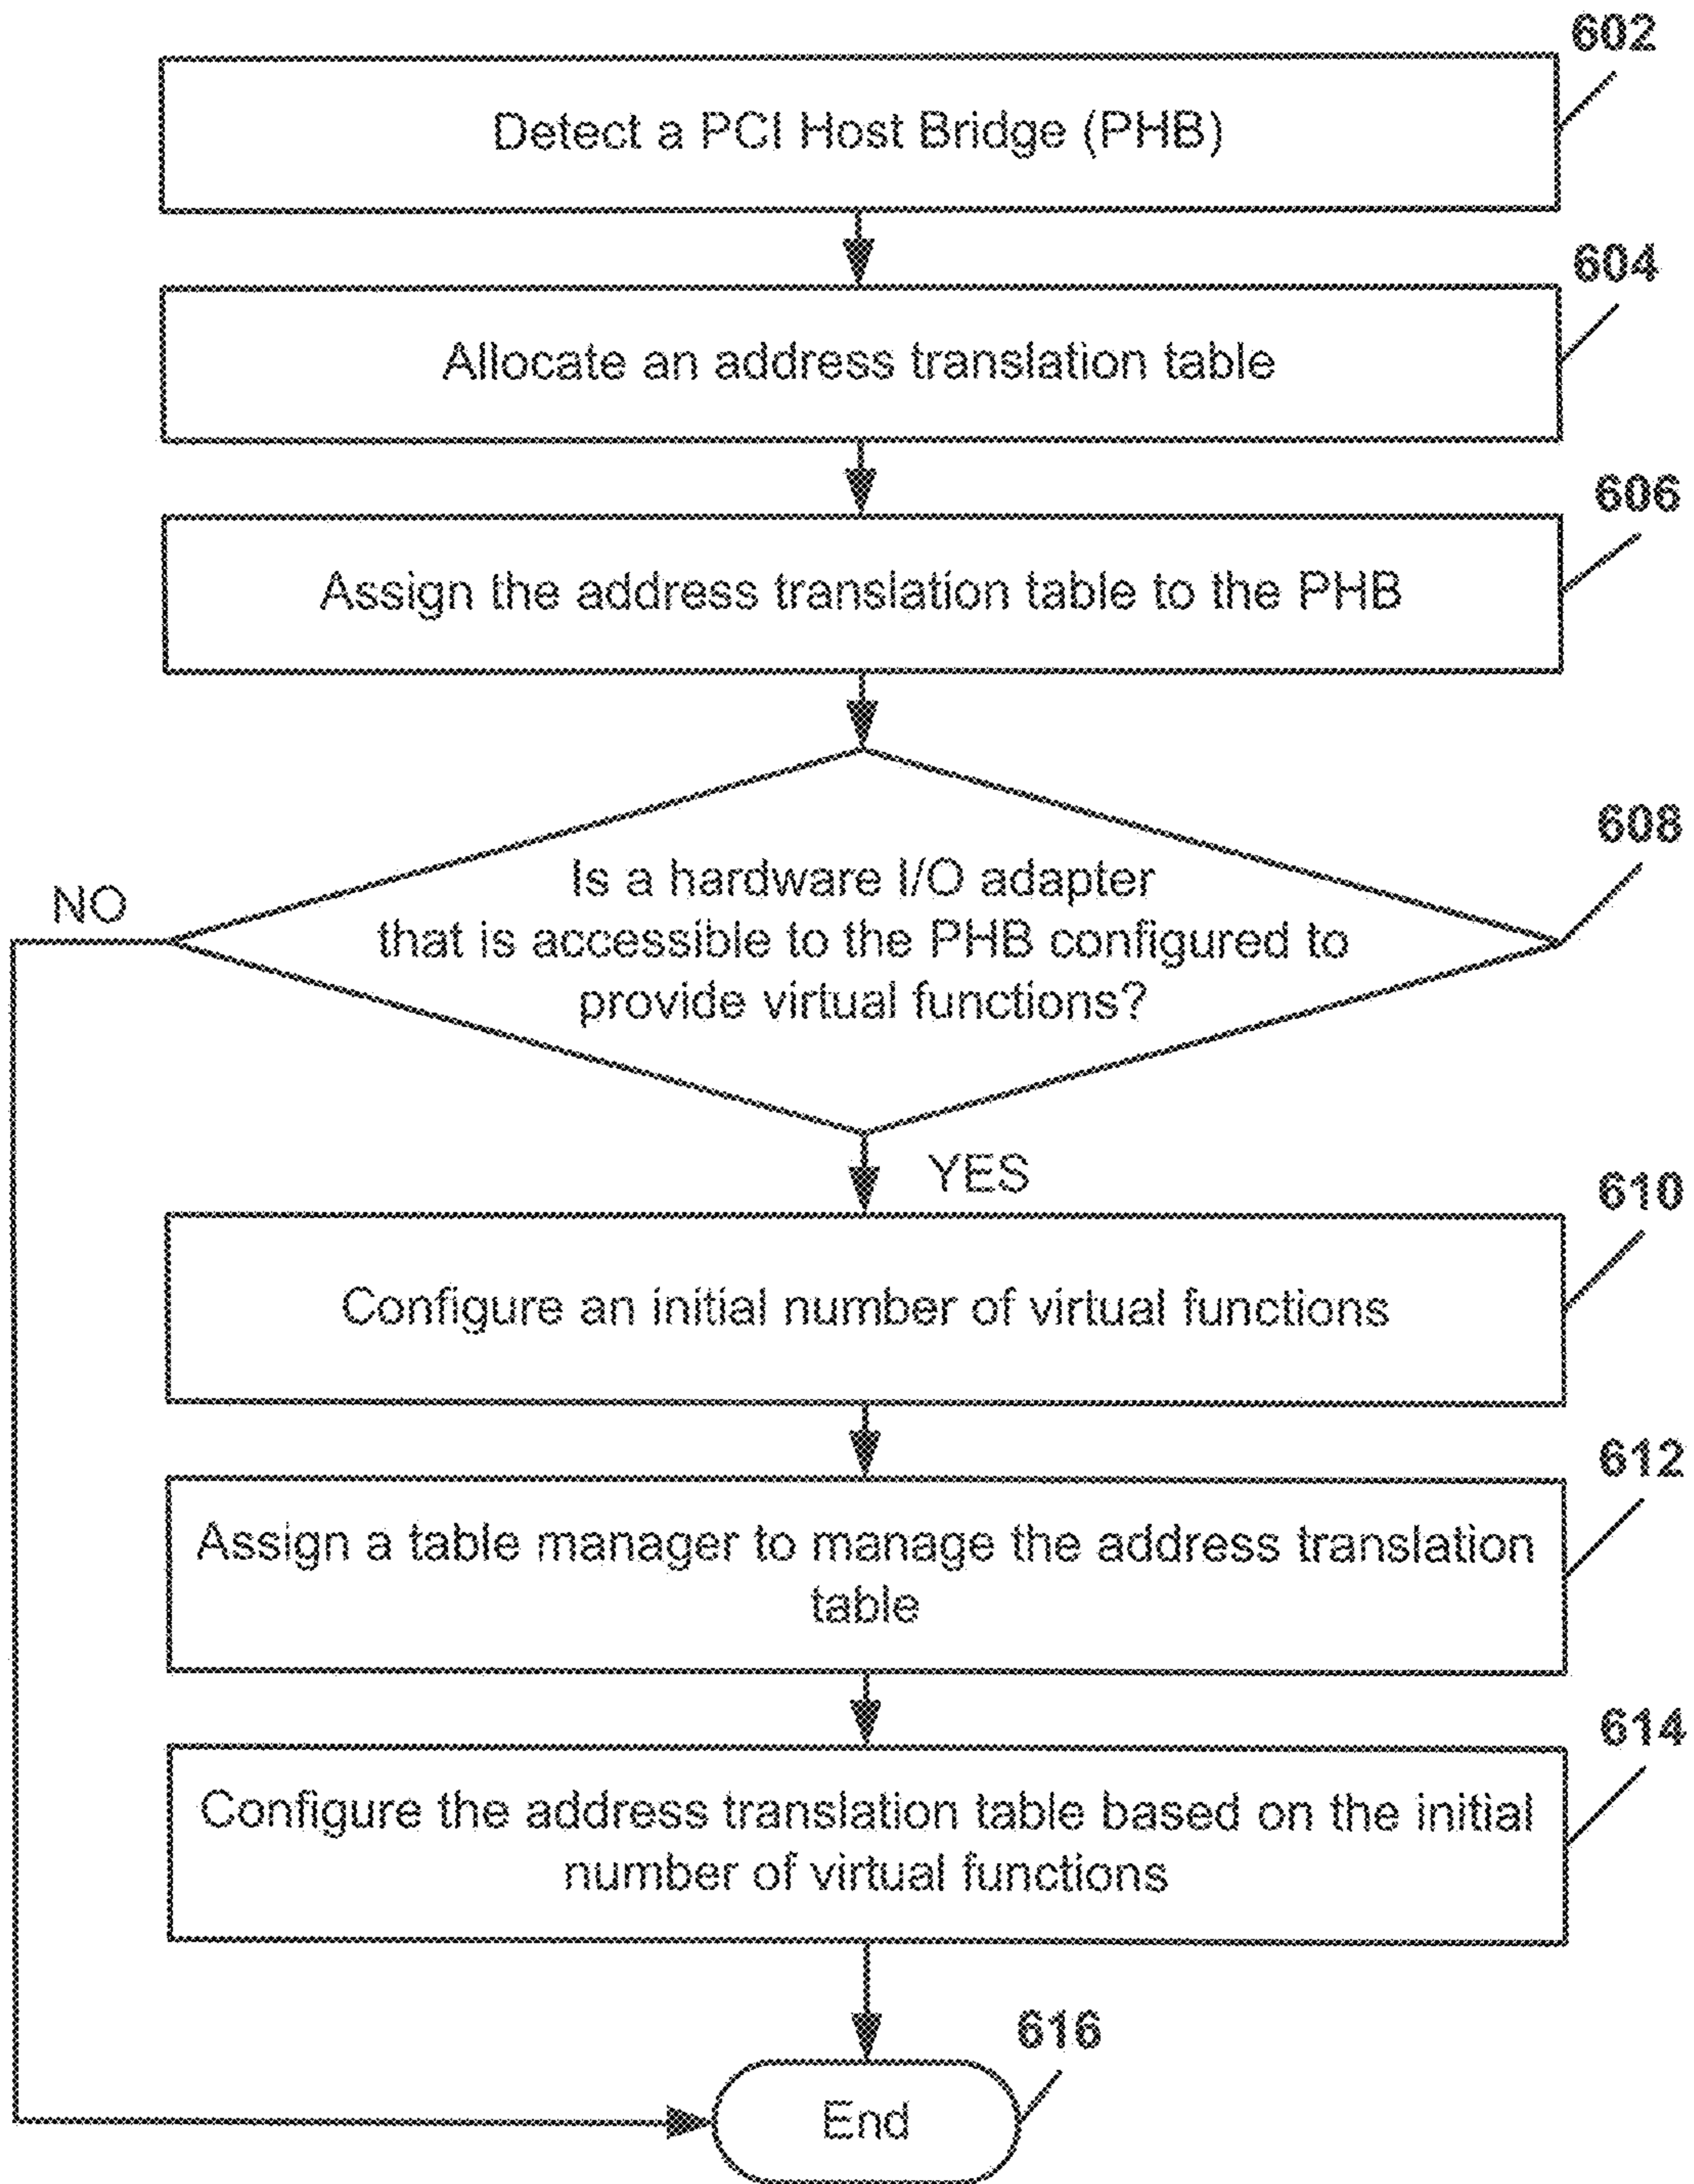 602
Detect a PCI Host Bridge (PHB)
604
Allocate an address translation table
606
Assign the address translation table to the PHB
608
Is a hardware I/O adapter
that is accessible to the PHB configured to
provide virtual functions?
NO
YES
610
Configure an initial number of virtual functions
612
Assign a table manager to manage the address translation
table
614
Configure the address translation table based on the initial
number of virtual functions
616
End